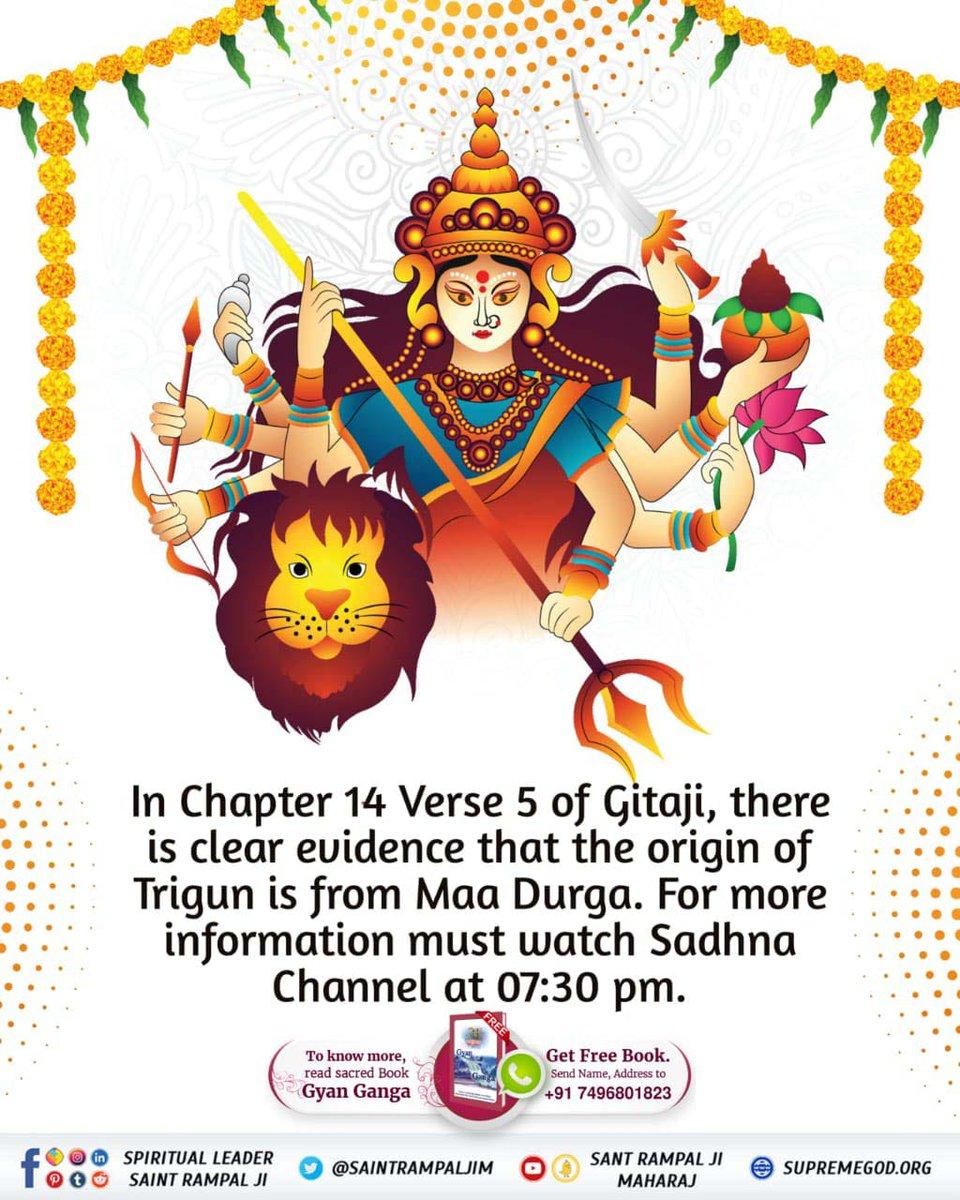 In Chapter 14 Verse 5 of Gitaji, there
is clear evidence that the origin of
Trigun is from Maa Durga. For more
information must watch Sadhna
Channel at 07:30 pm.
To know more,
read sacred Book
Gyan Ganga
FREE
Gyan
Ganga
Get Free Book.
Send Name, Address to
+91 7496801823
SPIRITUAL LEADER
SAINT RAMPAL JI
@SAINTRAMPALJIM
SANT RAMPAL JI
MAHARAJ
SUPREMEGOD.ORG